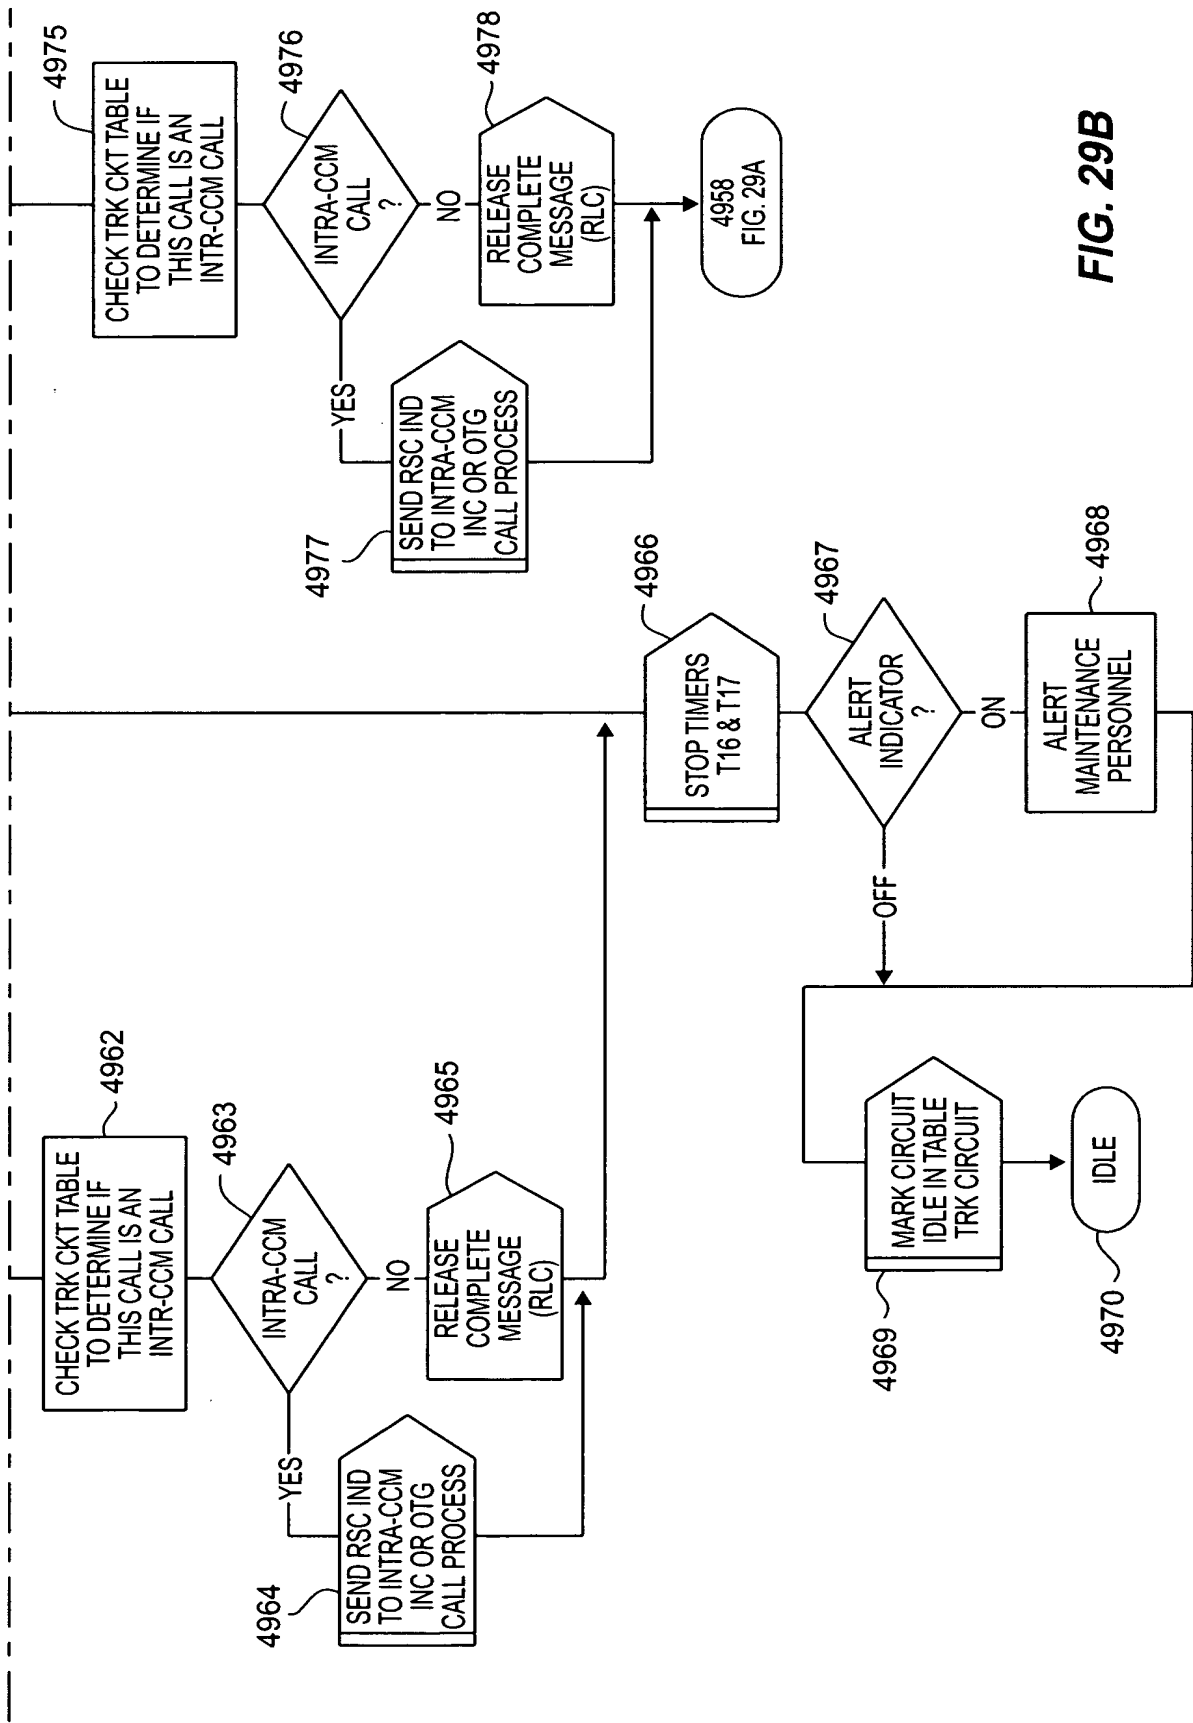 CHECK TRK CKT TABLE
TO DETERMINE IF
THIS CALL IS AN
INTR-CCM CALL
4962
INTRA-CCM
CALL
?
4963
YES
NO
SEND RSC IND
TO INTRA-CCM
INC OR OTG
CALL PROCESS
4964
RELEASE
COMPLETE
MESSAGE
(RLC)
4965
STOP TIMERS
T16 & T17
4966
ALERT
INDICATOR
?
4967
OFF
ON
ALERT
MAINTENANCE
PERSONNEL
4968
MARK CIRCUIT
IDLE IN TABLE
TRK CIRCUIT
4969
IDLE
4970
CHECK TRK CKT TABLE
TO DETERMINE IF
THIS CALL IS AN
INTR-CCM CALL
4975
INTRA-CCM
CALL
?
4976
YES
NO
SEND RSC IND
TO INTRA-CCM
INC OR OTG
CALL PROCESS
4977
RELEASE
COMPLETE
MESSAGE
(RLC)
4978
4958
FIG. 29A
FIG. 29B